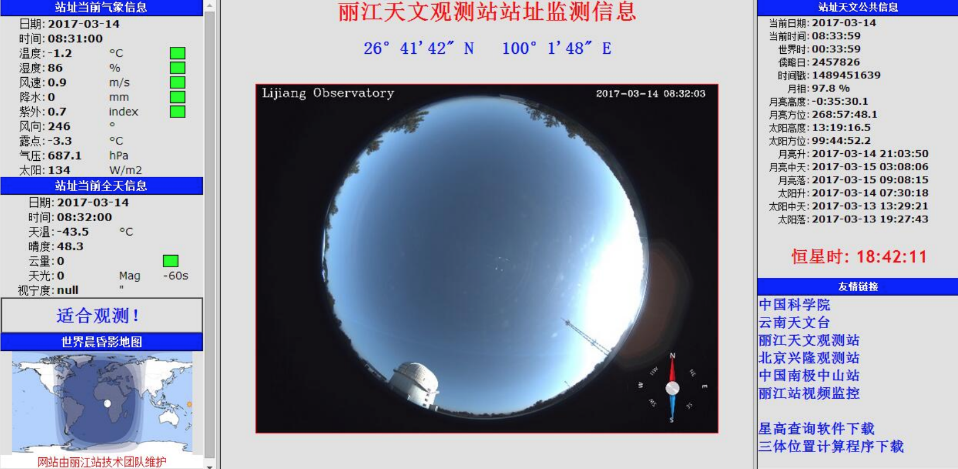 站址当前气象信息
日期: 2017-03-14
时间: 08:31:00
温度: -1.2 °C
湿度: 86 %
风速: 0.9 m/s
降水: 0 mm
紫外: 0.7 index
风向: 246 °
露点: -3.3 °C
气压: 687.1 hPa
太阳: 134 W/m2
站址当前全天信息
日期: 2017-03-14
时间: 08:32:00
天温: -43.5 °C
晴度: 48.3
云量: 0
天光: 0 Mag -60s
视宁度: null "
适合观测!
世界晨昏影地图
网站由丽江站技术团队维护
丽江天文观测站站址监测信息
26° 41′42″ N 100° 1′48″ E
Lijiang Observatory 2017-03-14 08:32:03
N
NE
E
SE
S
SW
W
NW
站址天文公共信息
当前日期: 2017-03-14
当前时间: 08:33:59
世界时: 00:33:59
儒略日: 2457826
时间戳: 1489451639
月相: 97.8 %
月亮高度: -0:35:30.1
月亮方位: 268:57:48.1
太阳高度: 13:19:16.5
太阳方位: 99:44:52.2
月亮升: 2017-03-14 21:03:50
月亮中天: 2017-03-15 03:08:06
月亮落: 2017-03-15 09:08:15
太阳升: 2017-03-14 07:30:18
太阳中天: 2017-03-13 13:29:21
太阳落: 2017-03-13 19:27:43
恒星时: 18:42:11
友情链接
中国科学院
云南天文台
丽江天文观测站
北京兴隆观测站
中国南极中山站
丽江站视频监控
星高查询软件下载
三体位置计算程序下载